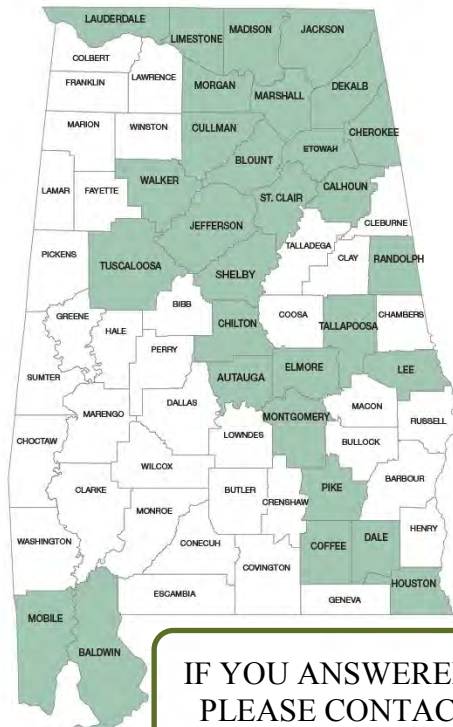 LAUDERDALE
LIMESTONE
MADISON
JACKSON
COLBERT
FRANKLIN
LAWRENCE
MORGAN
MARSHALL
DEKALB
MARION
WINSTON
CULLMAN
CHEROKEE
BLOUNT
ETOWAH
LAMAR
FAYETTE
WALKER
ST. CLAIR
CALHOUN
JEFFERSON
CLEBURNE
PICKENS
TUSCALOOSA
SHELBY
TALLADEGA
CLAY
RANDOLPH
BIBB
GREENE
HALE
CHILTON
COOSA
TALLAPOOSA
CHAMBERS
PERRY
SUMTER
AUTAUGA
ELMORE
LEE
MARENGO
DALLAS
MONTGOMERY
MACON
RUSSELL
CHOCTAW
LOWNDES
BULLOCK
WILCOX
CLARKE
BUTLER
CRENSHAW
PIKE
BARBOUR
MONROE
WASHINGTON
CONECUH
COVINGTON
COFFEE
DALE
HENRY
ESCAMBIA
GENEVA
HOUSTON
MOBILE
BALDWIN
IF YOU ANSWERE
PLEASE CONTAC